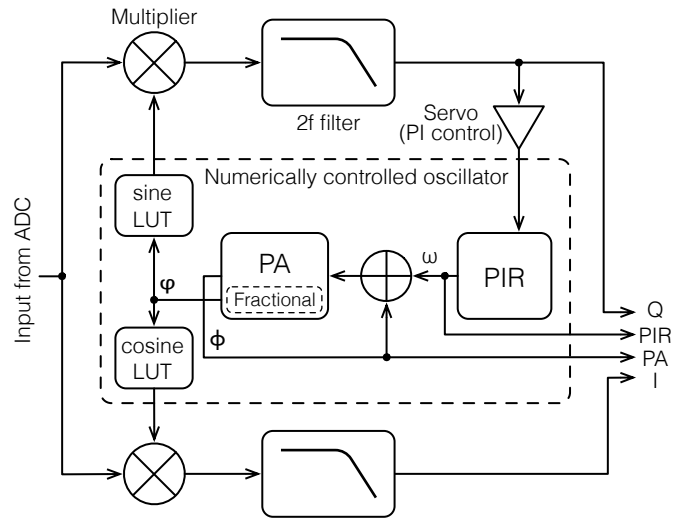 Multiplier
2f filter
Servo
(PI control)
Numerically controlled oscillator
sine
LUT
Input from ADC
PA
Fractional
φ
ω
PIR
ϕ
cosine
LUT
Q
PIR
PA
I